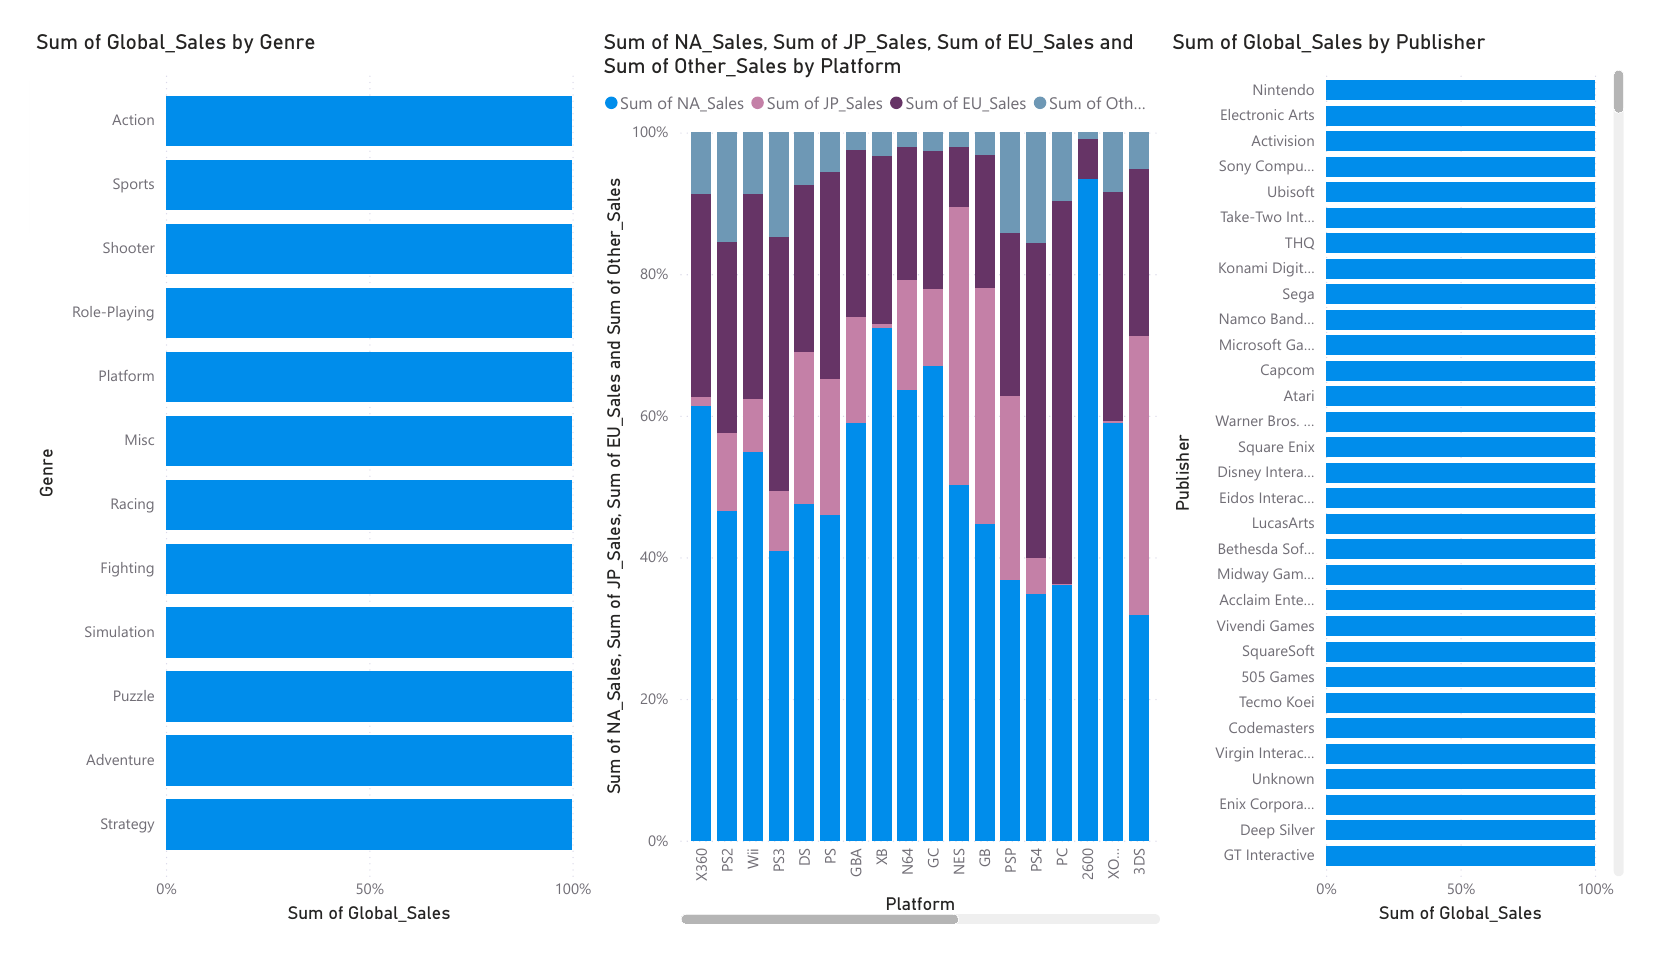 Sum of Global_Sales by Genre
Genre
Action
Sports
Shooter
Role-Playing
Platform
Misc
Racing
Fighting
Simulation
Puzzle
Adventure
Strategy
0% 50% 100%
Sum of Global_Sales
Sum of NA_Sales, Sum of JP_Sales, Sum of EU_Sales and
Sum of Other_Sales by Platform
Sum of NA_Sales Sum of JP_Sales Sum of EU_Sales Sum of Oth...
Sum of NA_Sales, Sum of JP_Sales, Sum of EU_Sales and Sum of Other_Sales
100%
80%
60%
40%
20%
0%
X360 PS2 Wii PS3 DS PS GBA XB N64 GC NES GB PSP PS4 PC 2600 XO... 3DS
Platform
Sum of Global_Sales by Publisher
Publisher
Nintendo
Electronic Arts
Activision
Sony Compu...
Ubisoft
Take-Two Int...
THQ
Konami Digit...
Sega
Namco Band...
Microsoft Ga...
Capcom
Atari
Warner Bros. ...
Square Enix
Disney Intera...
Eidos Interac...
LucasArts
Bethesda Sof...
Midway Gam...
Acclaim Ente...
Vivendi Games
SquareSoft
505 Games
Tecmo Koei
Codemasters
Virgin Interac...
Unknown
Enix Corpora...
Deep Silver
GT Interactive
0% 50% 100%
Sum of Global_Sales